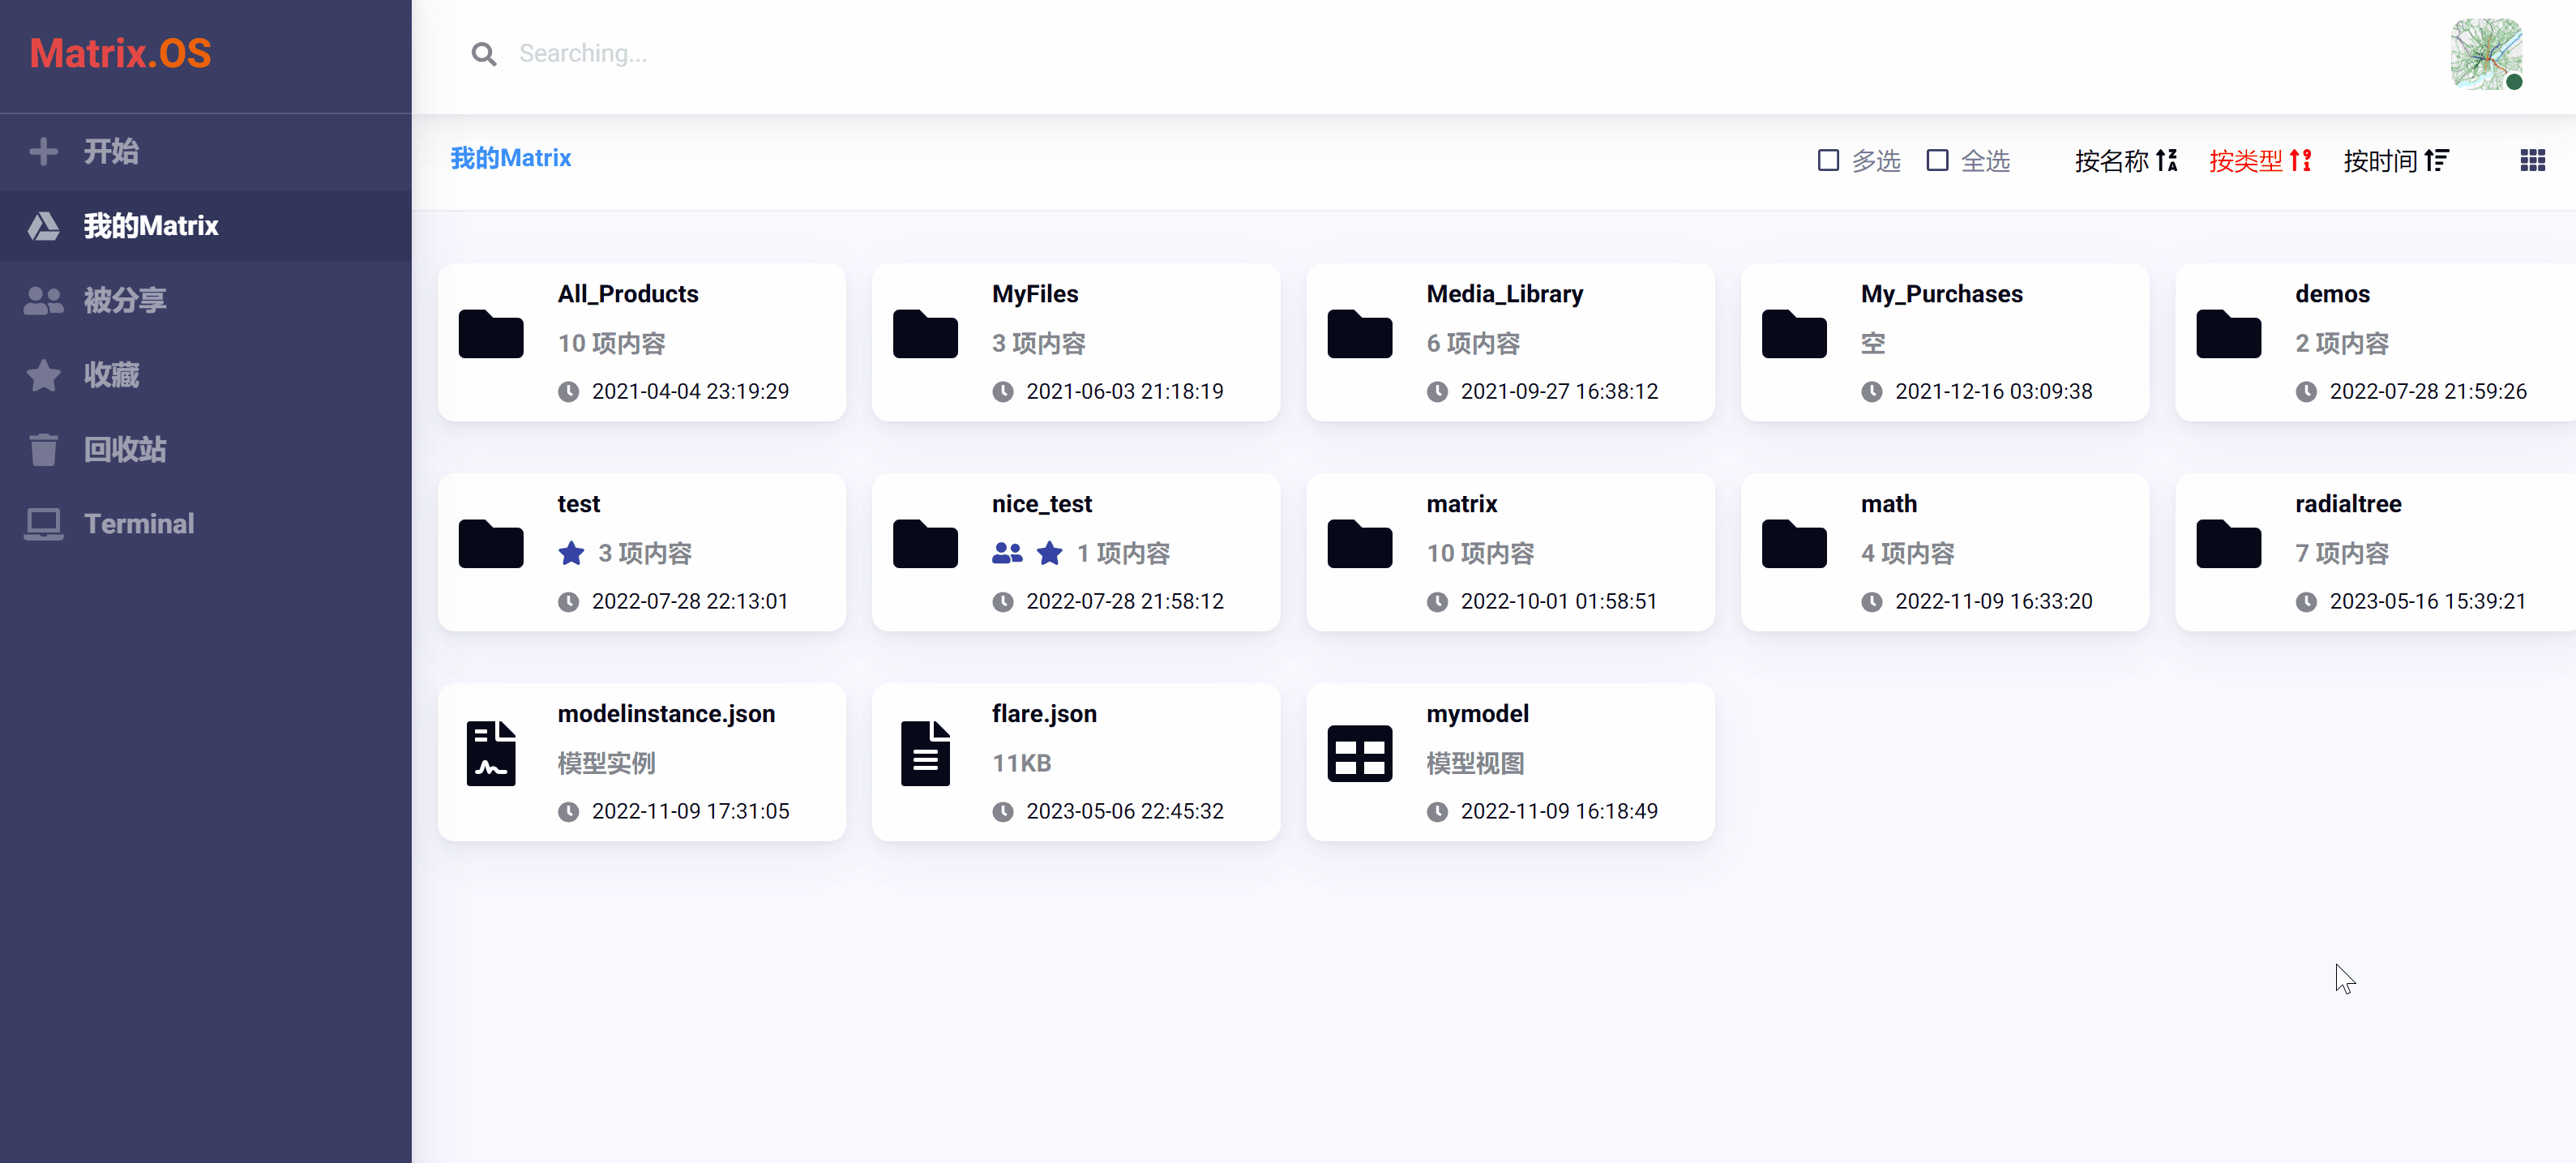 Matrix.OS
Searching...
开始
我的Matrix
被分享
收藏
回收站
Terminal
我的Matrix
多选 全选 按名称 按类型 按时间
All_Products
10 项内容
2021-04-04 23:19:29
MyFiles
3 项内容
2021-06-03 21:18:19
Media_Library
6 项内容
2021-09-27 16:38:12
My_Purchases
空
2021-12-16 03:09:38
demos
2 项内容
2022-07-28 21:59:26
test
3 项内容
2022-07-28 22:13:01
nice_test
1 项内容
2022-07-28 21:58:12
matrix
10 项内容
2022-10-01 01:58:51
math
4 项内容
2022-11-09 16:33:20
radialtree
7 项内容
2023-05-16 15:39:21
modelinstance.json
模型实例
2022-11-09 17:31:05
flare.json
11KB
2023-05-06 22:45:32
mymodel
模型视图
2022-11-09 16:18:49